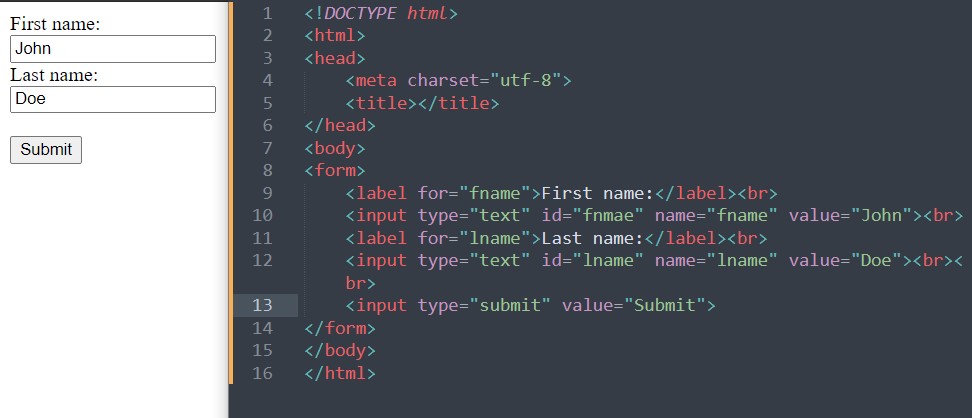 First name:
John
Last name:
Doe
Submit
1 <!DOCTYPE html>
2 <html>
3 <head>
4 <meta charset="utf-8">
5 <title></title>
6 </head>
7 <body>
8 <form>
9 <label for="fname">First name:</label><br>
10 <input type="text" id="fnmae" name="fname" value="John"><br>
11 <label for="lname">Last name:</label><br>
12 <input type="text" id="lname" name="lname" value="Doe"><br><
br>
13 <input type="submit" value="Submit">
14 </form>
15 </body>
16 </html>